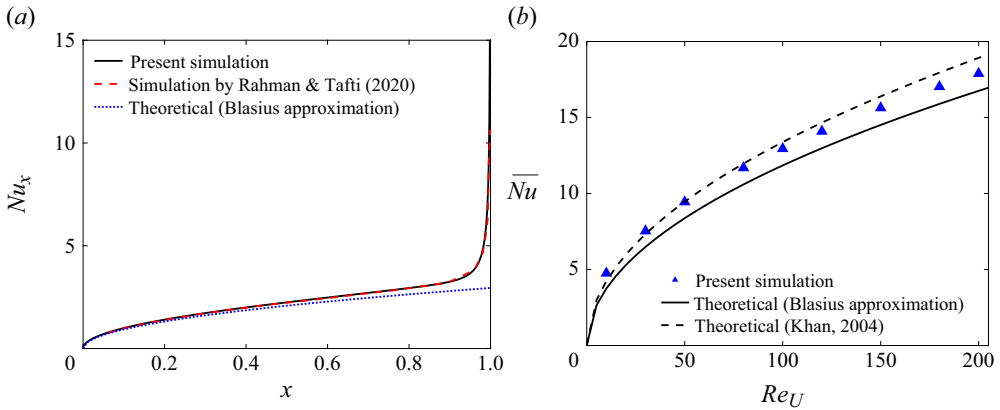 (a)
15
10
5
0
0.2
0.4
0.6
0.8
1.0
Nu_x
x
Present simulation
Simulation by Rahman & Tafti (2020)
Theoretical (Blasius approximation)
(b)
20
15
10
5
0
50
100
150
200
N̅u̅
Re_U
Present simulation
Theoretical (Blasius approximation)
Theoretical (Khan, 2004)